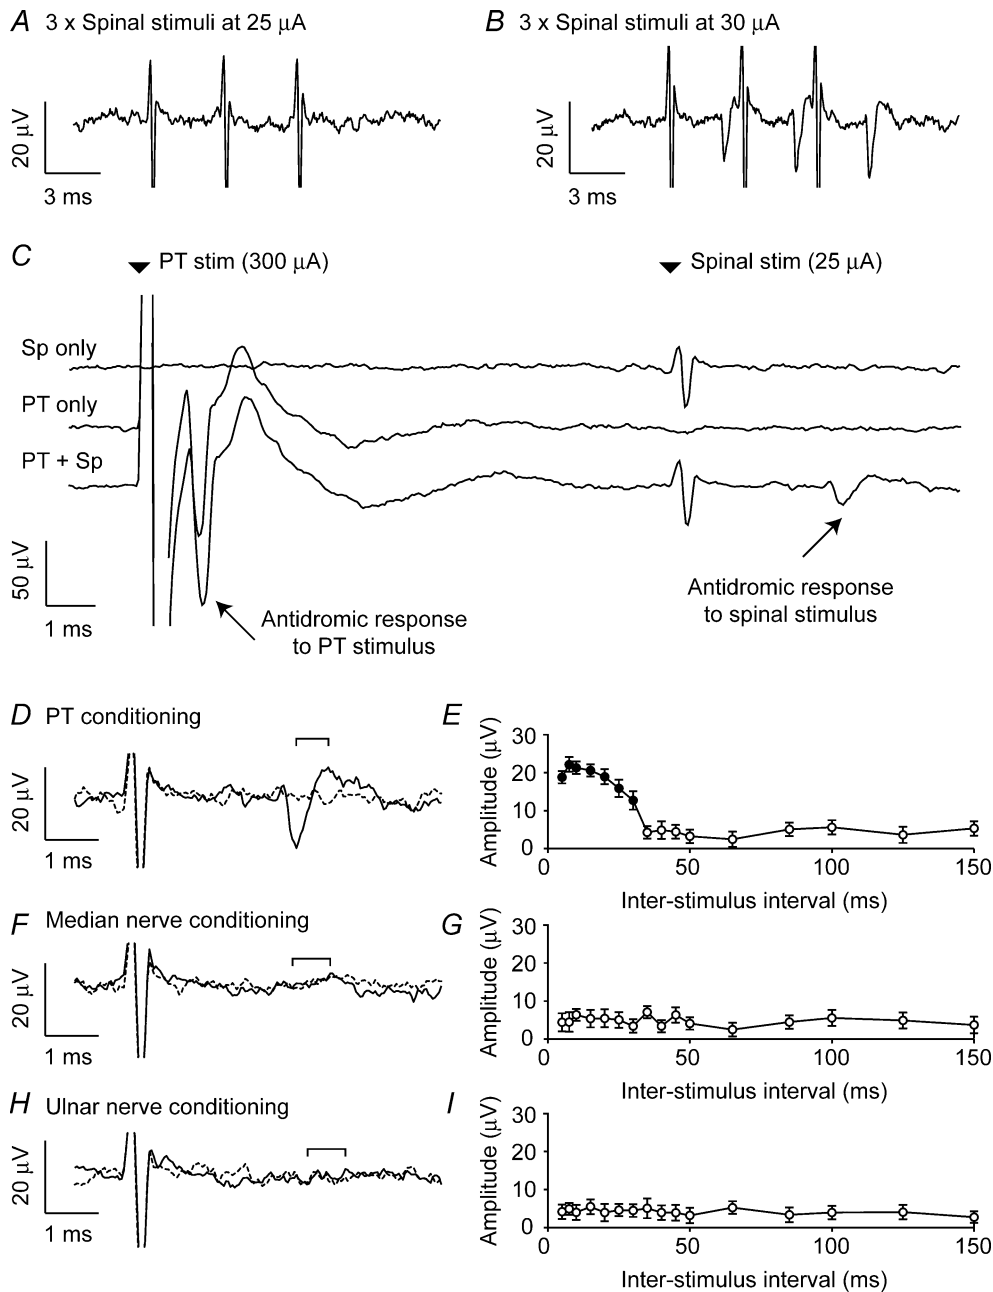 A 3 x Spinal stimuli at 25 µA
B 3 x Spinal stimuli at 30 µA
20 µV
3 ms
20 µV
3 ms
C
PT stim (300 µA)
Spinal stim (25 µA)
Sp only
PT only
PT + Sp
50 µV
1 ms
Antidromic response
to PT stimulus
Antidromic response
to spinal stimulus
D PT conditioning
20 µV
1 ms
E
Amplitude (µV)
30
20
10
0
0 50 100 150
Inter-stimulus interval (ms)
F Median nerve conditioning
20 µV
1 ms
G
Amplitude (µV)
30
20
10
0
0 50 100 150
Inter-stimulus interval (ms)
H Ulnar nerve conditioning
20 µV
1 ms
I
Amplitude (µV)
30
20
10
0
0 50 100 150
Inter-stimulus interval (ms)